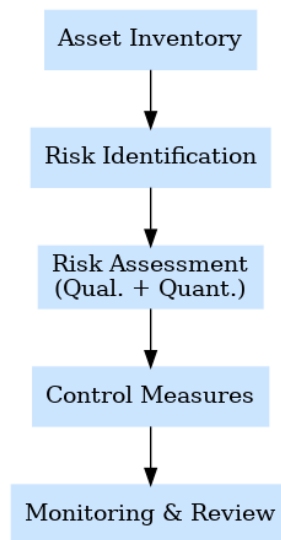 Asset Inventory
Risk Identification
Risk Assessment
(Qual. + Quant.)
Control Measures
Monitoring & Review